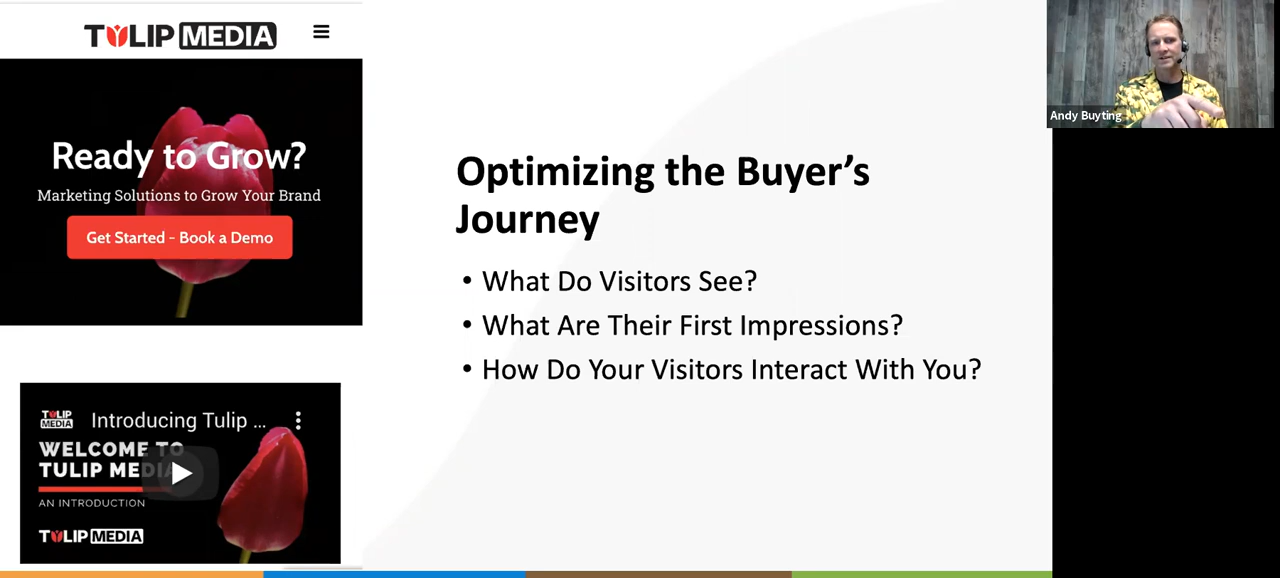 TULIP MEDIA
Ready to Grow?
Marketing Solutions to Grow Your Brand
Get Started - Book a Demo
TULIP
MEDIA
Introducing Tulip ...
WELCOME TO
TULIP MEDIA
AN INTRODUCTION
TULIP MEDIA
Optimizing the Buyer’s
Journey
• What Do Visitors See?
• What Are Their First Impressions?
• How Do Your Visitors Interact With You?
Andy Buyting